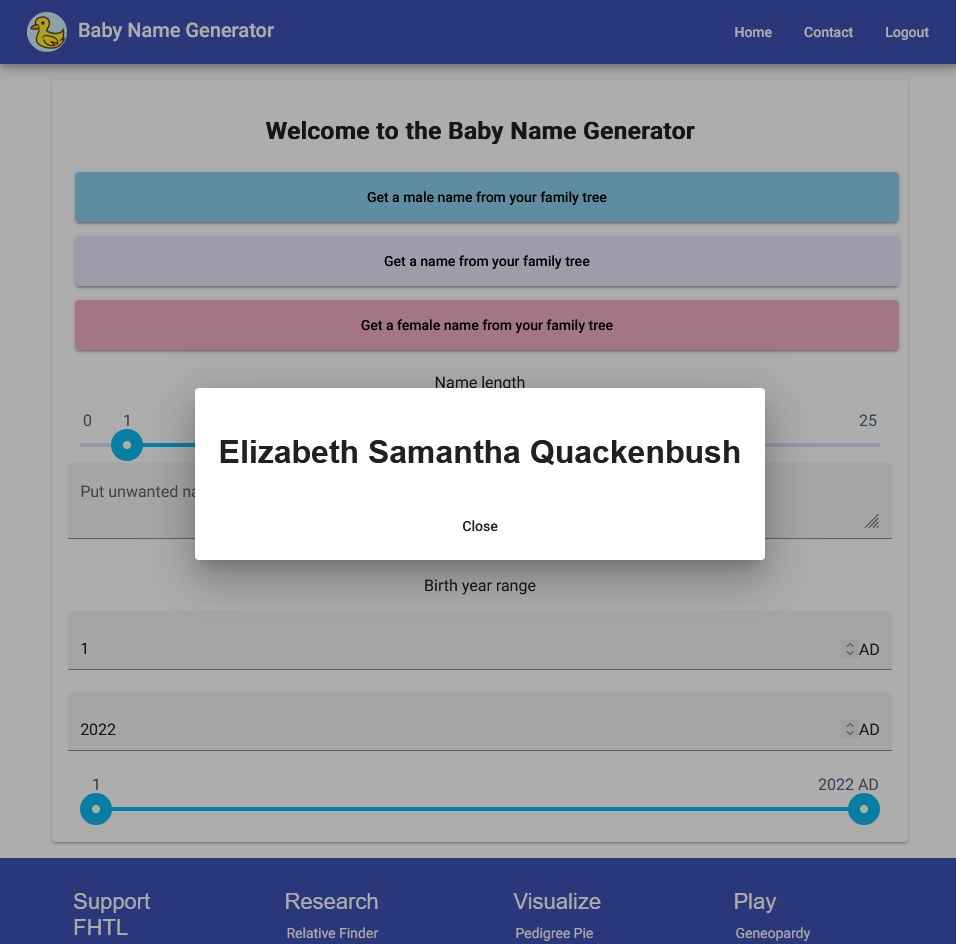 Baby Name Generator
Home Contact Logout
Welcome to the Baby Name Generator
Get a male name from your family tree
Get a name from your family tree
Get a female name from your family tree
Name length
0 1 25
Elizabeth Samantha Quackenbush
Put unwanted
Close
Birth year range
1 AD
2022 AD
1 2022 AD
Support Research Visualize Play
FHTL Relative Finder Pedigree Pie Geneopardy